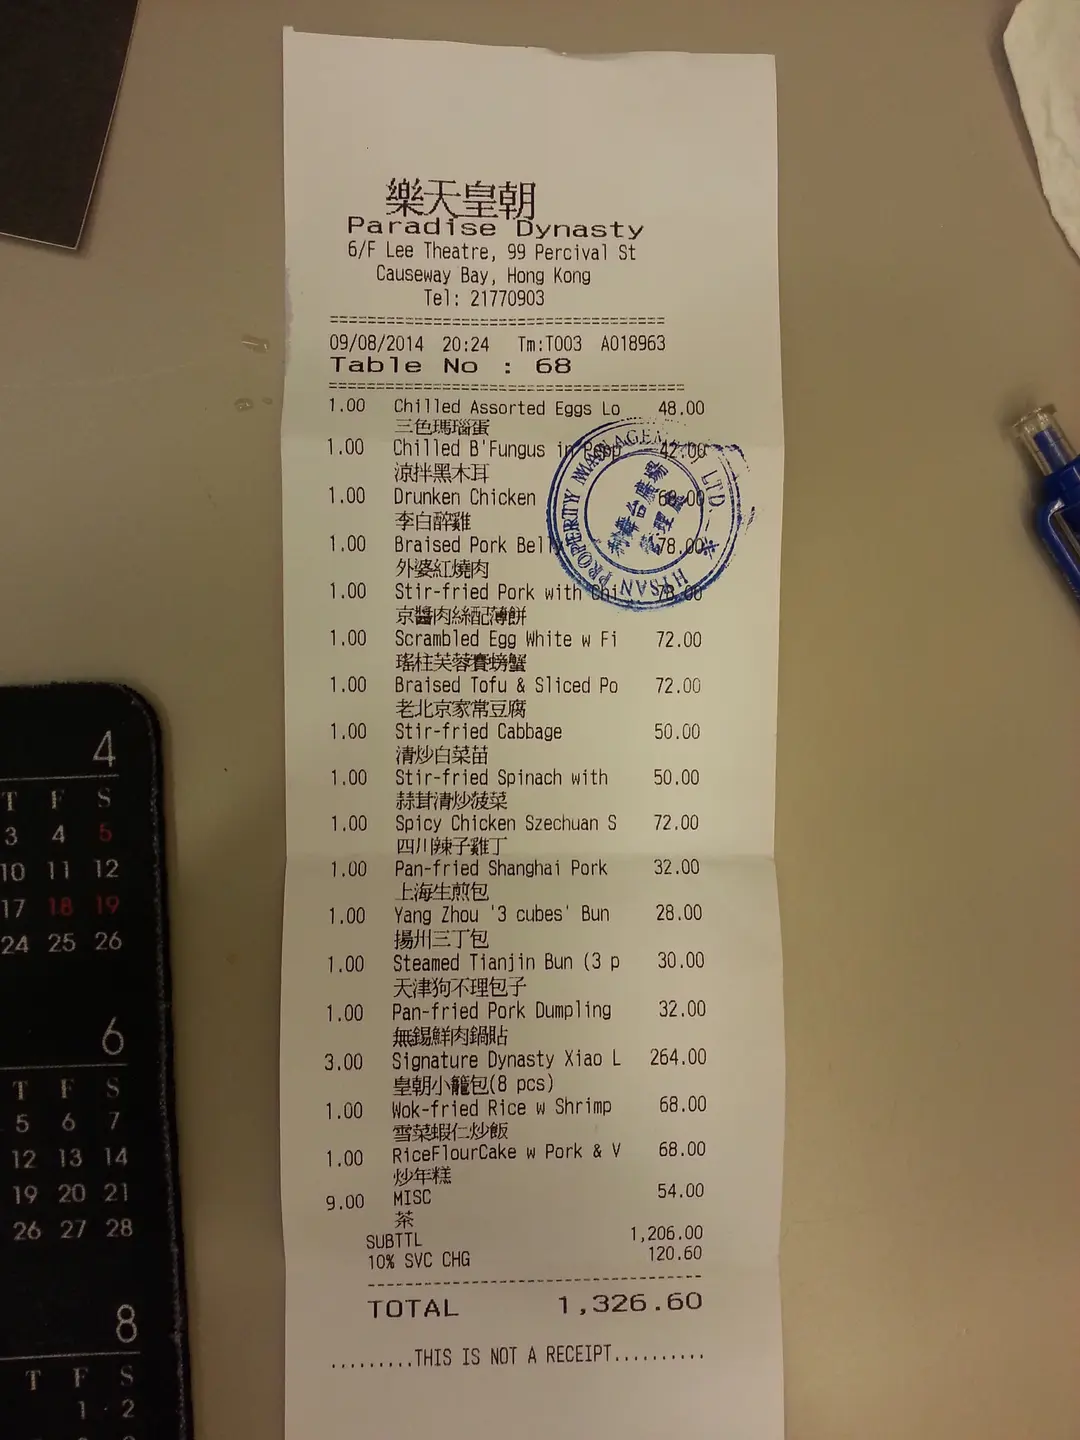 樂天皇朝
Paradise Dynasty
6/F Lee Theatre, 99 Percival St
Causeway Bay, Hong Kong
Tel: 21770903
09/08/2014 20:24 Tm:T003 A018963
Table No : 68
1.00 Chilled Assorted Eggs Lo 48.00
三色瑪瑙蛋
1.00 Chilled B'Fungus in Pepp 42.00
涼拌黑木耳
1.00 Drunken Chicken 68.00
李白醉雞
1.00 Braised Pork Belly 78.00
外婆紅燒肉
1.00 Stir-fried Pork with Chi 78.00
京醬肉絲配薄餅
1.00 Scrambled Egg White w Fi 72.00
瑤柱芙蓉賽螃蟹
1.00 Braised Tofu & Sliced Po 72.00
老北京家常豆腐
1.00 Stir-fried Cabbage 50.00
清炒白菜苗
1.00 Stir-fried Spinach with 50.00
蒜茸清炒菠菜
1.00 Spicy Chicken Szechuan S 72.00
四川辣子雞丁
1.00 Pan-fried Shanghai Pork 32.00
上海生煎包
1.00 Yang Zhou '3 cubes' Bun 28.00
揚州三丁包
1.00 Steamed Tianjin Bun (3 p 30.00
天津狗不理包子
1.00 Pan-fried Pork Dumpling 32.00
無錫鮮肉鍋貼
3.00 Signature Dynasty Xiao L 264.00
皇朝小籠包(8 pcs)
1.00 Wok-fried Rice w Shrimp 68.00
雪菜蝦仁炒飯
1.00 RiceFlourCake w Pork & V 68.00
炒年糕
9.00 MISC 54.00
茶
SUBTTL 1,206.00
10% SVC CHG 120.60
TOTAL 1,326.60
.........THIS IS NOT A RECEIPT..........
HYSAN PROPERTY MANAGEMENT LTD.
4
T F S
3 4 5
10 11 12
17 18 19
24 25 26
6
T F S
5 6 7
12 13 14
19 20 21
26 27 28
8
T F S
1 2